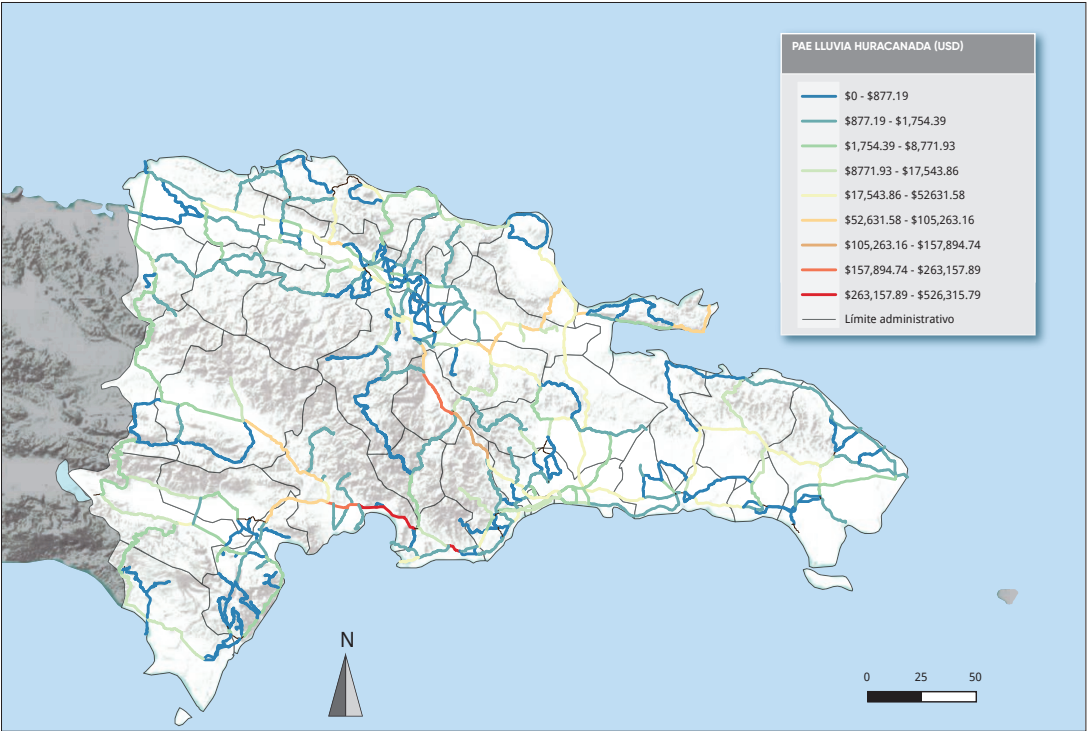 PAE LLUVIA HURACANADA (USD)
$0 - $877.19
$877.19 - $1,754.39
$1,754.39 - $8,771.93
$8771.93 - $17,543.86
$17,543.86 - $52631.58
$52,631.58 - $105,263.16
$105,263.16 - $157,894.74
$157,894.74 - $263,157.89
$263,157.89 - $526,315.79
Límite administrativo
N
0 25 50